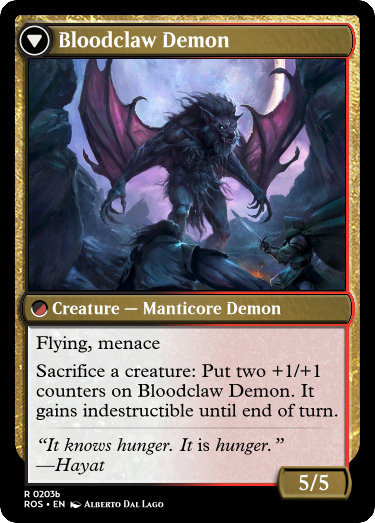 Bloodclaw Demon
Creature — Manticore Demon
Flying, menace
Sacrifice a creature: Put two +1/+1
counters on Bloodclaw Demon. It
gains indestructible until end of turn.
“It knows hunger. It is hunger.”
—Hayat
5/5
R 0203b
ROS • EN Alberto Dal Lago